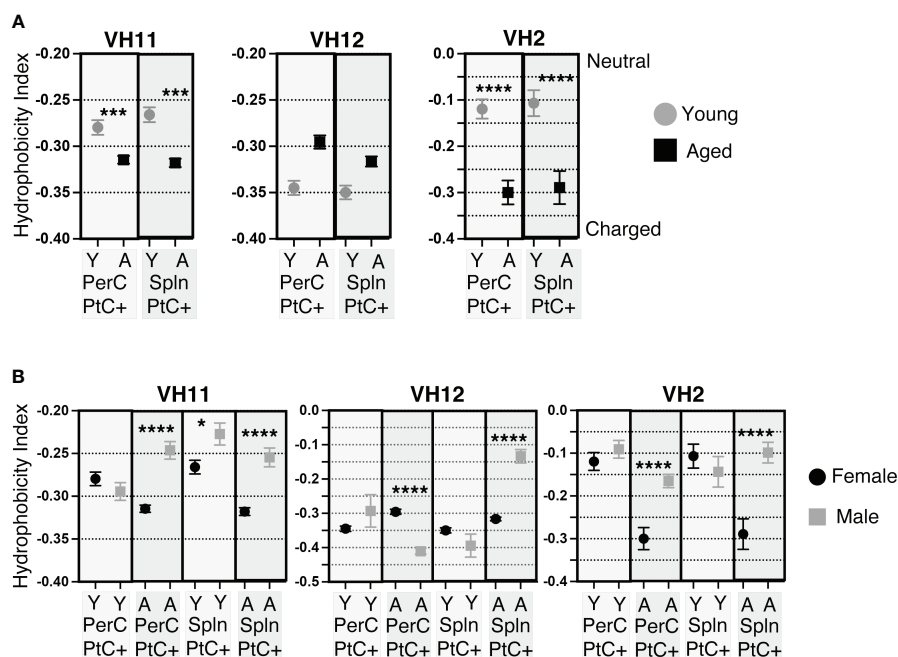 A
VH11 VH12 VH2
Hydrophobicity Index
-0.20 -0.20 0.0 Neutral
-0.25 -0.25 -0.1
*** *** **** ****
-0.30 -0.30 -0.2
-0.35 -0.35 -0.3
-0.40 -0.40 -0.4 Charged
Young
Aged
Y A Y A Y A Y A Y A Y A
PerC Spln PerC Spln PerC Spln
PtC+ PtC+ PtC+ PtC+ PtC+ PtC+
B
VH11 VH12 VH2
Hydrophobicity Index
-0.20 0.0 0.0
**** * **** **** **** **** ****
-0.25 -0.1 -0.1
-0.30 -0.2 -0.2
-0.35 -0.3 -0.3
-0.40 -0.4 -0.4
-0.5
Female
Male
Y Y A A Y Y A A Y Y A A Y Y A A Y Y A A Y Y A A
PerC PerC Spln Spln PerC PerC Spln Spln PerC PerC Spln Spln
PtC+ PtC+ PtC+ PtC+ PtC+ PtC+ PtC+ PtC+ PtC+ PtC+ PtC+ PtC+